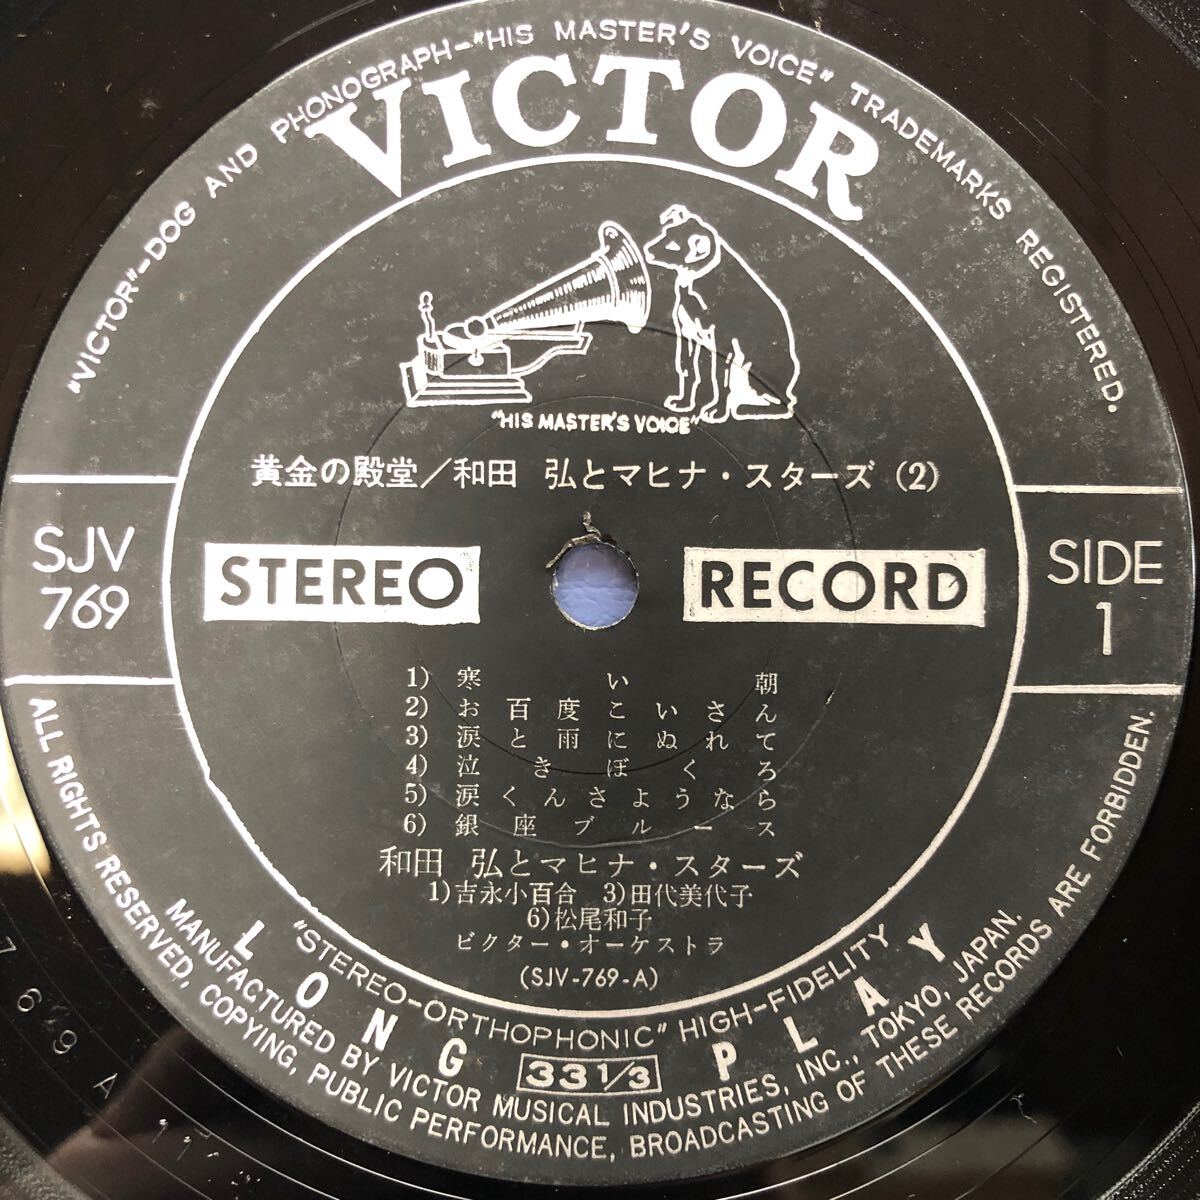 "VICTOR"-DOG AND PHONOGRAPH-"HIS MASTER'S VOICE" TRADEMARKS REGISTERED.
VICTOR
"HIS MASTER'S VOICE"
黄金の殿堂／和田 弘とマヒナ・スターズ (2)
SJV
769
STEREO
RECORD
SIDE
1
1) 寒い朝
2) お百度こいさん
3) 涙と雨にぬれて
4) 泣きぼくろ
5) 涙くんさようなら
6) 銀座ブルース
和田 弘とマヒナ・スターズ
1)吉永小百合 3)田代美代子
6)松尾和子
ビクター・オーケストラ
(SJV-769-A)
"STEREO-ORTHOPHONIC" HIGH-FIDELITY
LONG 33 1/3 PLAY
MANUFACTURED BY VICTOR MUSICAL INDUSTRIES, INC., TOKYO, JAPAN.
ALL RIGHTS RESERVED, COPYING, PUBLIC PERFORMANCE, BROADCASTING OF THESE RECORDS ARE FORBIDDEN.